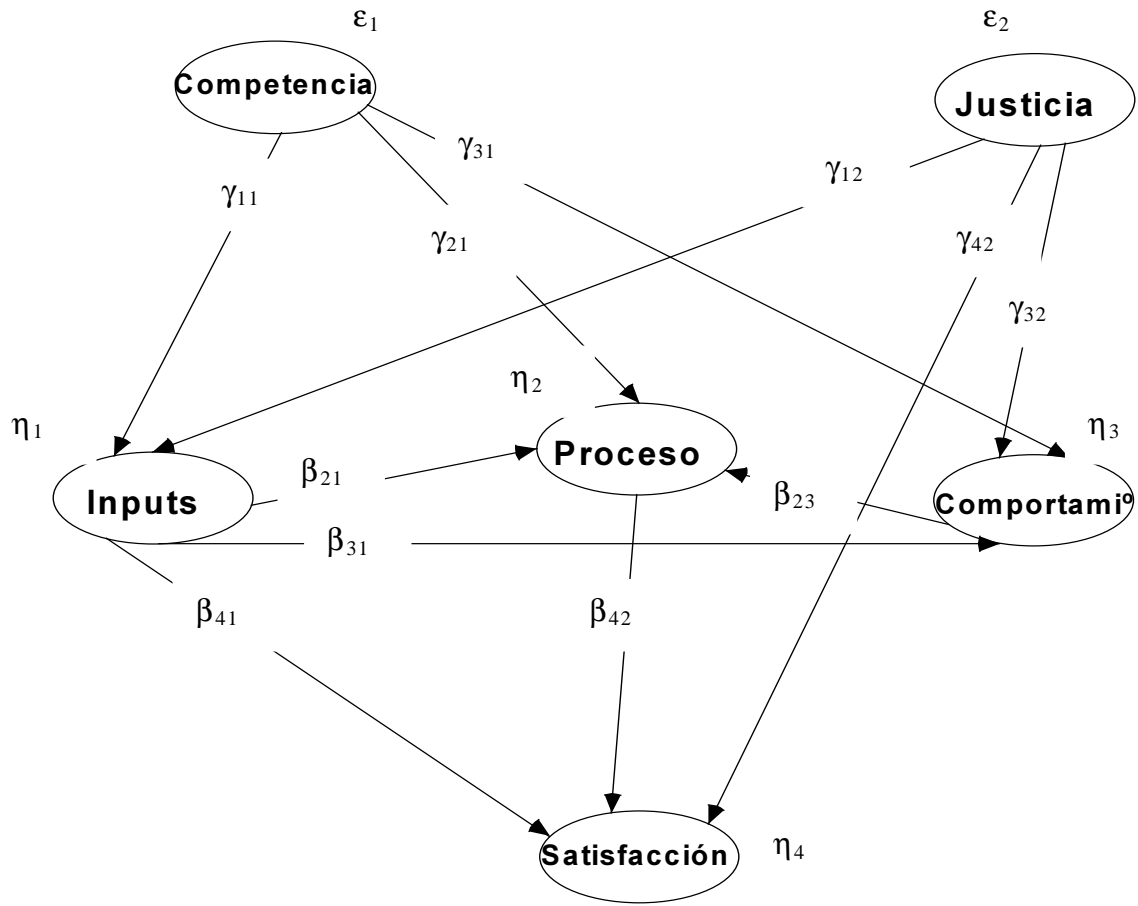 ε1
ε2
Competencia
Justicia
γ31
γ12
γ11
γ21
γ42
γ32
η2
η1
η3
Proceso
β21
β23
Inputs
Comportamiº
β31
β41
β42
Satisfacción
η4